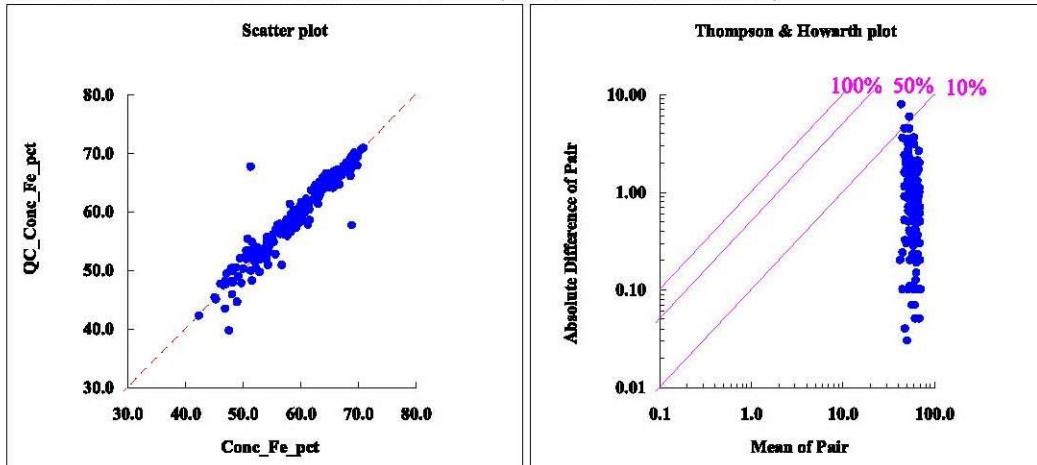 Scatter plot
80.0
70.0
60.0
50.0
40.0
30.0
QC_Conc_Fe_pct
30.0 40.0 50.0 60.0 70.0 80.0
Conc_Fe_pct
Thompson & Howarth plot
100% 50% 10%
10.00
1.00
0.10
0.01
Absolute Difference of Pair
0.1 1.0 10.0 100.0
Mean of Pair